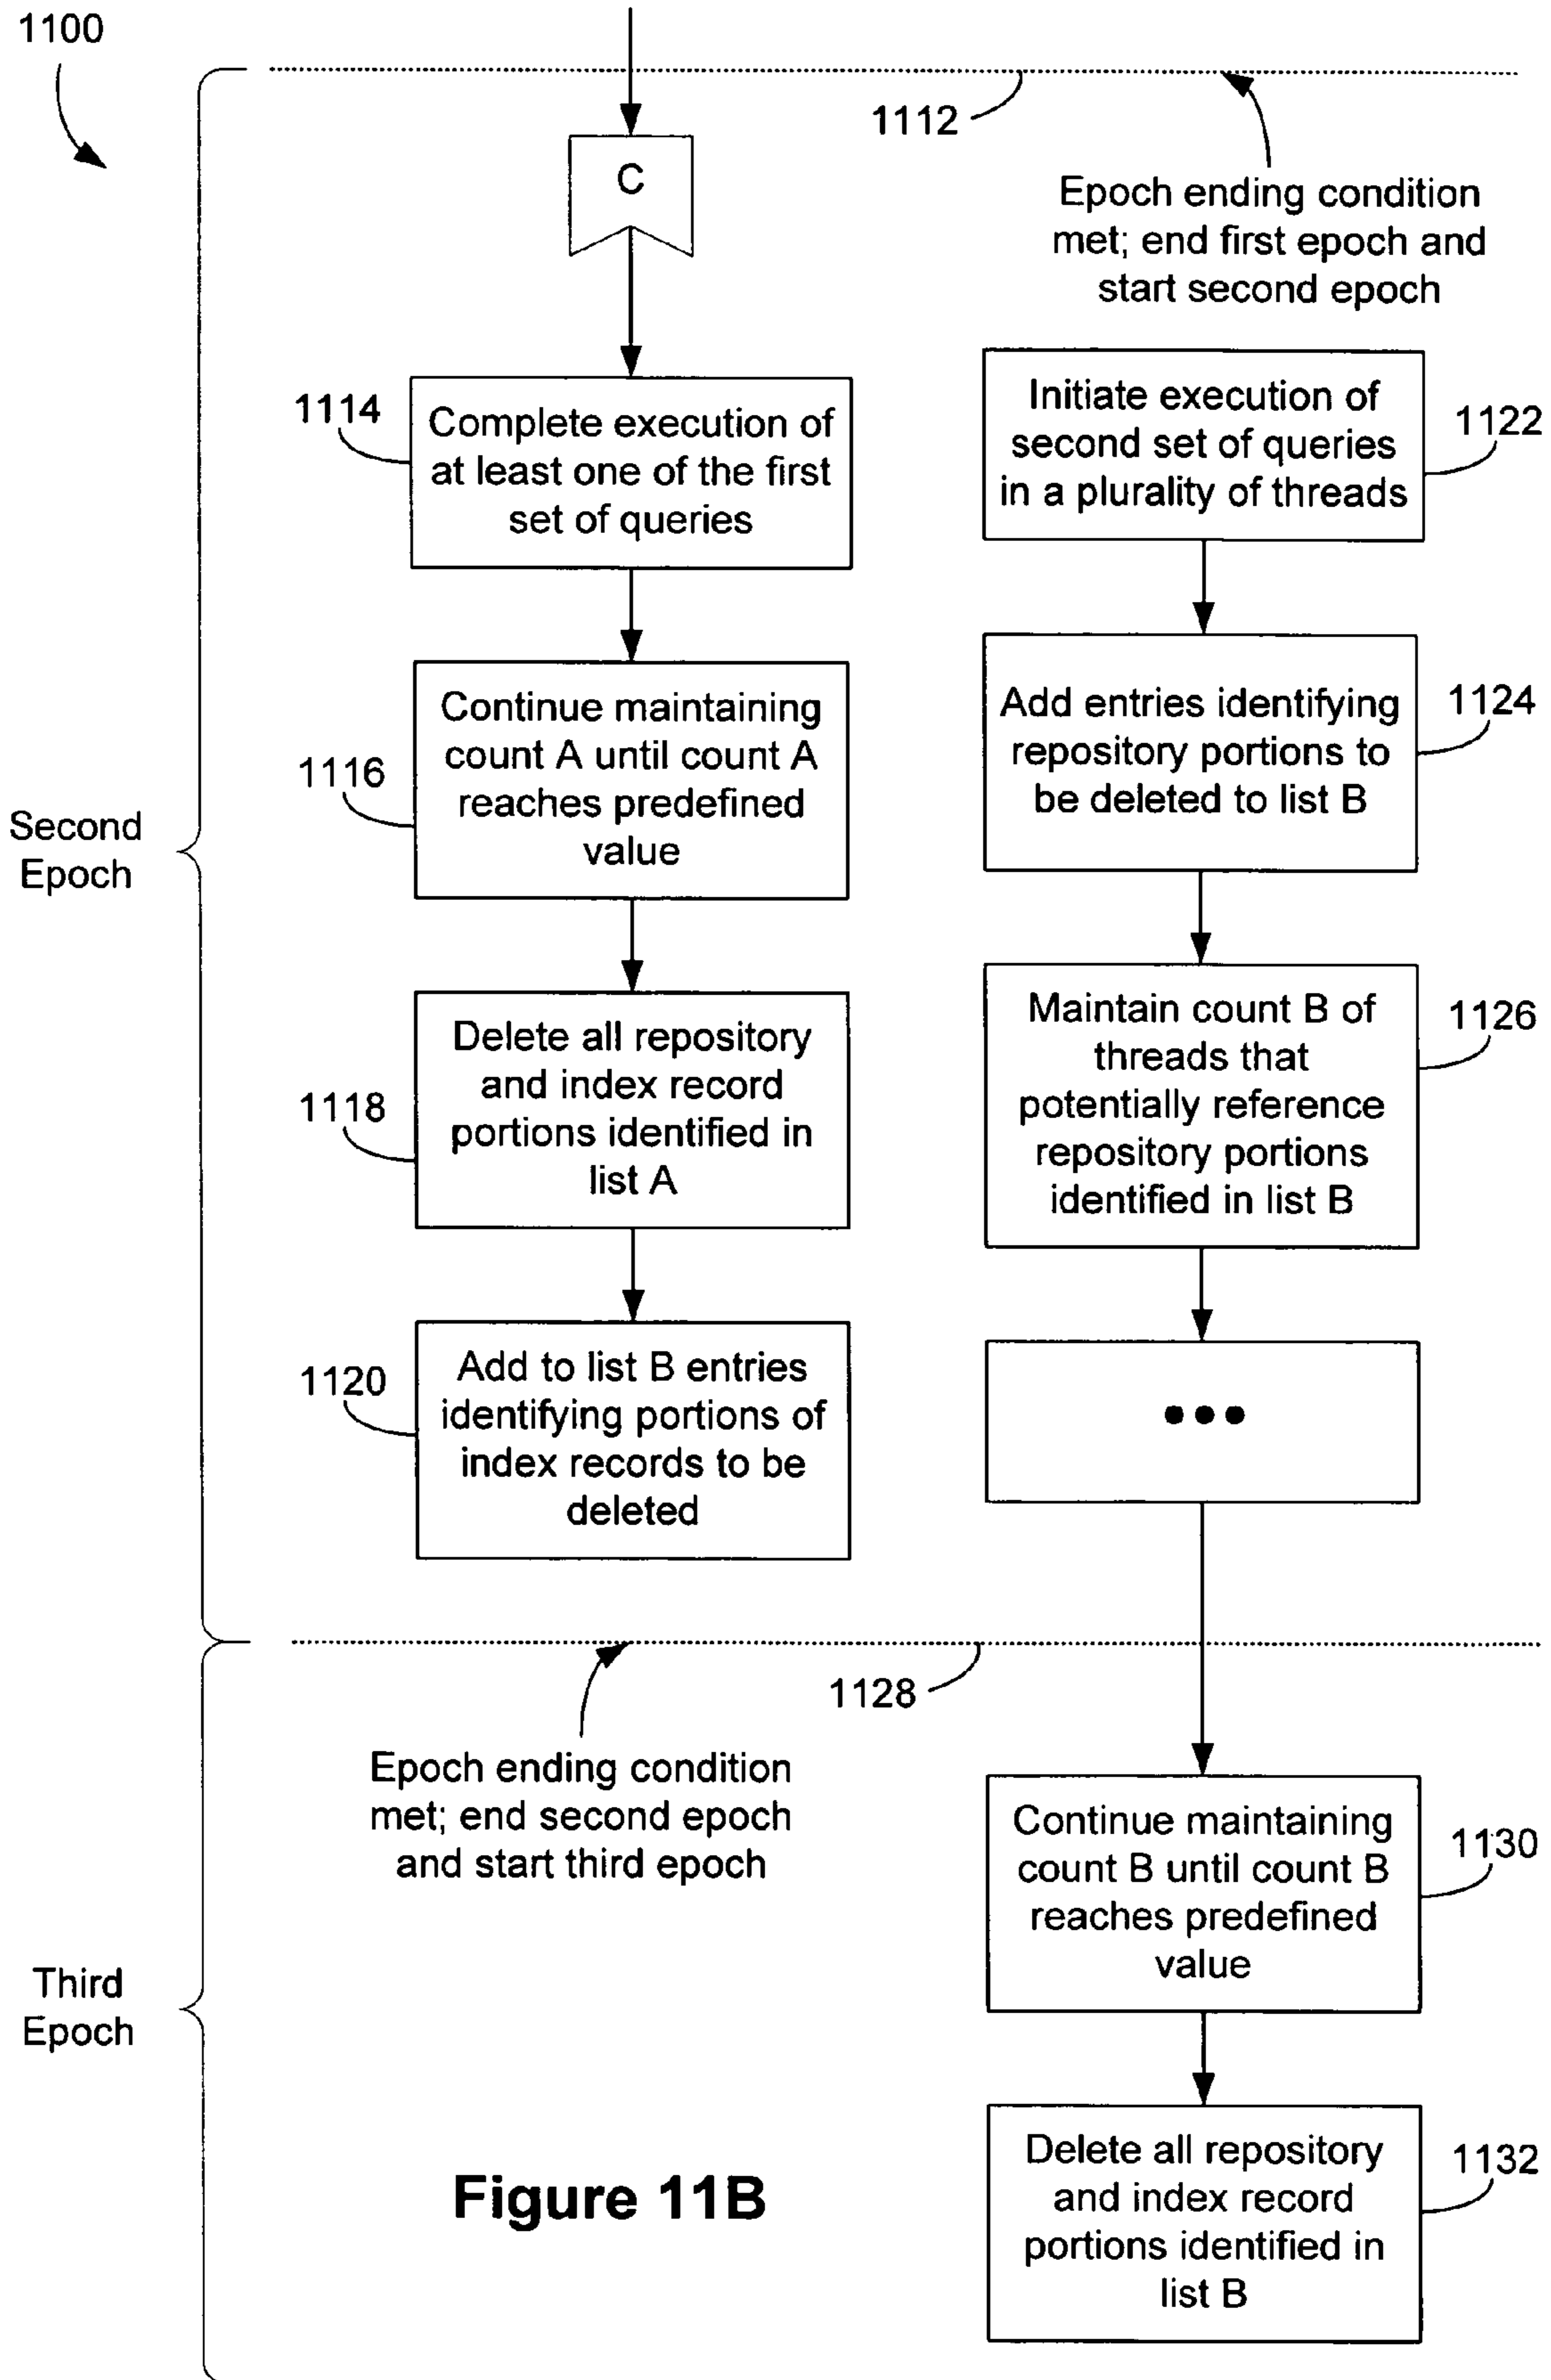 1100
1112
C
Epoch ending condition
met; end first epoch and
start second epoch
1114
Complete execution of
at least one of the first
set of queries
Initiate execution of
second set of queries
in a plurality of threads
1122
1116
Continue maintaining
count A until count A
reaches predefined
value
Add entries identifying
repository portions to
be deleted to list B
1124
Second
Epoch
1118
Delete all repository
and index record
portions identified in
list A
Maintain count B of
threads that
potentially reference
repository portions
identified in list B
1126
1120
Add to list B entries
identifying portions of
index records to be
deleted
•••
1128
Epoch ending condition
met; end second epoch
and start third epoch
Continue maintaining
count B until count B
reaches predefined
value
1130
Third
Epoch
Delete all repository
and index record
portions identified in
list B
1132
Figure 11B